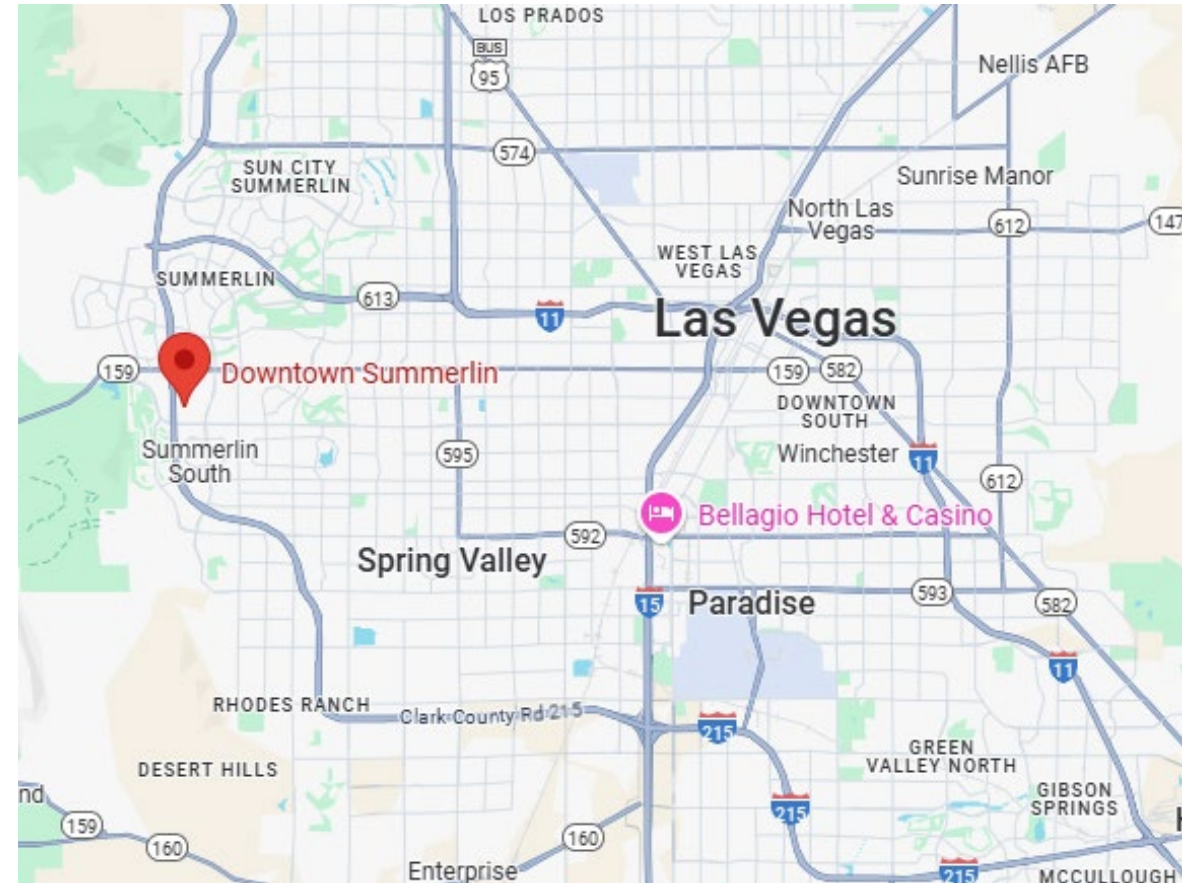 LOS PRADOS
BUS
95
Nellis AFB
574
SUN CITY
SUMMERLIN
Sunrise Manor
North Las
Vegas
612
147
WEST LAS
VEGAS
SUMMERLIN
613
11
Las Vegas
159
Downtown Summerlin
159
582
DOWNTOWN
SOUTH
Summerlin
South
595
Winchester
11
612
Bellagio Hotel & Casino
592
Spring Valley
15
Paradise
593
582
11
RHODES RANCH
Clark County Rd 215
215
DESERT HILLS
GREEN
VALLEY NORTH
nd
GIBSON
SPRINGS
215
159
160
160
H
Enterprise
215
MCCULLOUGH